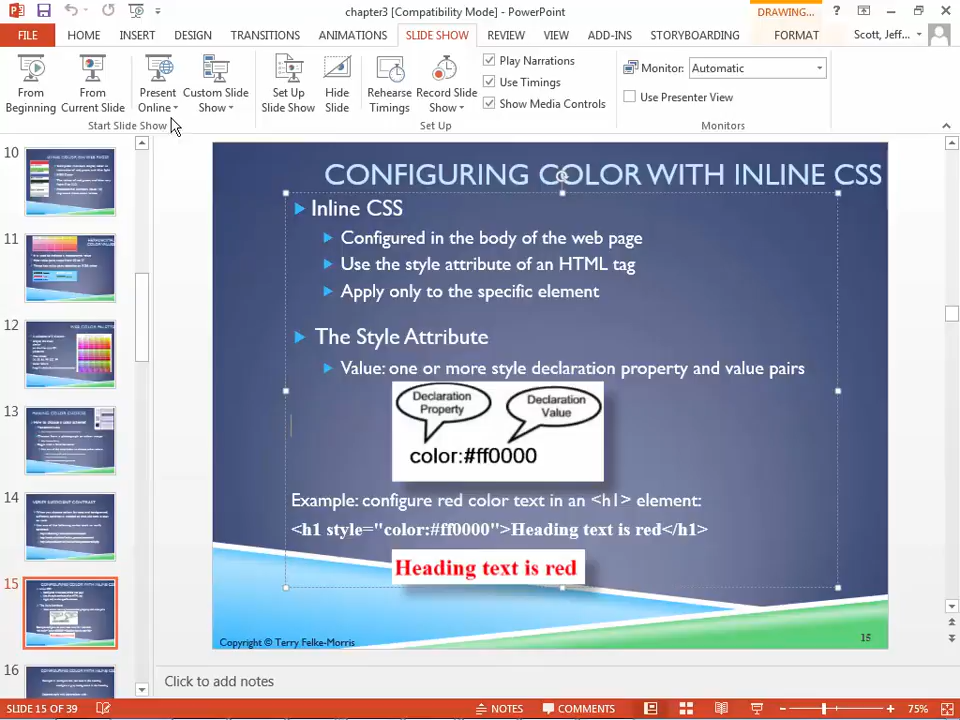 chapter3 [Compatibility Mode] - PowerPoint
DRAWING...
FILE HOME INSERT DESIGN TRANSITIONS ANIMATIONS SLIDE SHOW REVIEW VIEW ADD-INS STORYBOARDING FORMAT Scott, Jeff...
From Beginning
From Current Slide
Present Online
Custom Slide Show
Set Up Slide Show
Hide Slide
Rehearse Timings
Record Slide Show
Play Narrations
Use Timings
Show Media Controls
Monitor: Automatic
Use Presenter View
Start Slide Show
Set Up
Monitors
10
11
12
13
14
15
16
CONFIGURING COLOR WITH INLINE CSS
Inline CSS
Configured in the body of the web page
Use the style attribute of an HTML tag
Apply only to the specific element
The Style Attribute
Value: one or more style declaration property and value pairs
Declaration Property
Declaration Value
color:#ff0000
Example: configure red color text in an <h1> element:
<h1 style="color:#ff0000">Heading text is red</h1>
Heading text is red
Copyright © Terry Felke-Morris
15
Click to add notes
SLIDE 15 OF 39 NOTES COMMENTS 75%